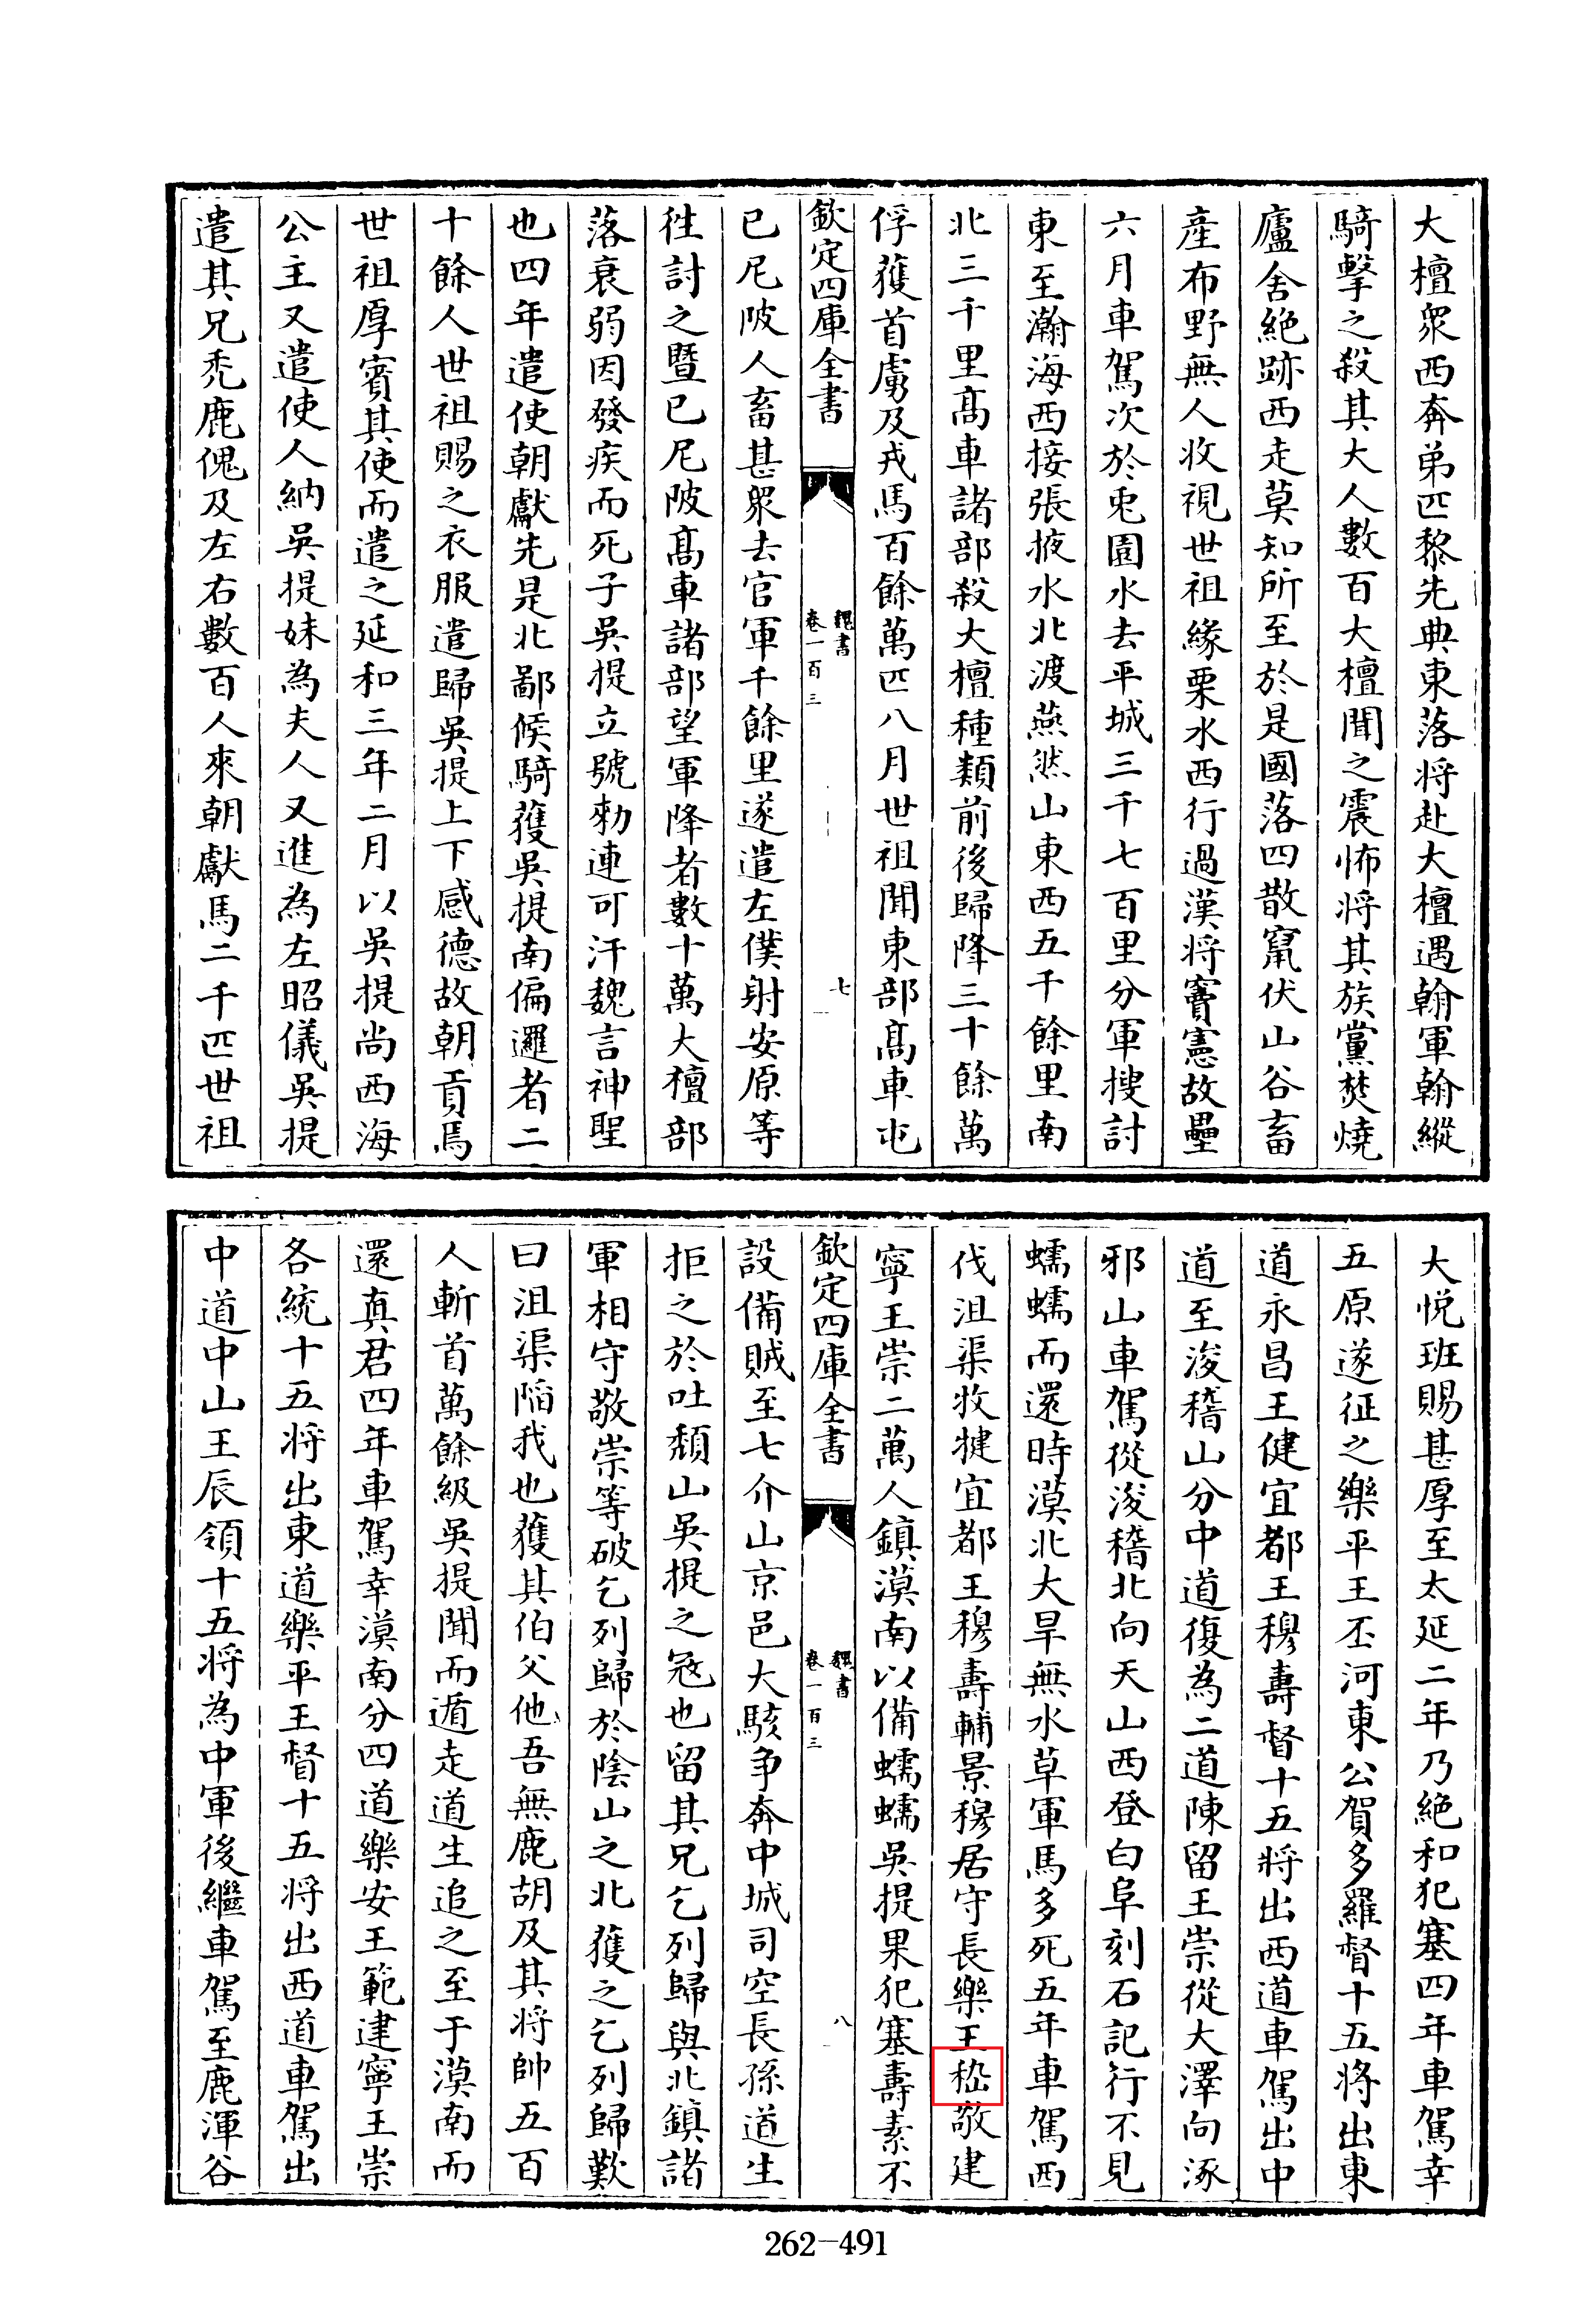 大檀衆西奔弟匹黎先典東落将赴大檀遇翰軍翰縱
騎擊之殺其大人數百大檀聞之震怖将其族黨焚燒
廬舍絶跡西走莫知所至於是國落四散竄伏山谷畜
產布野無人收視世祖緣栗水西行過漢将竇憲故壘
六月車駕次於兎園水去平城三千七百里分軍搜討
東至瀚海西接張掖水北渡燕然山東西五千餘里南
北三千里髙車諸部殺大檀種類前後歸降三十餘萬
俘獲首虜及戎馬百餘萬匹八月世祖聞東部髙車屯
欽定四庫全書
魏書
卷一百三
七
已尼陂人畜甚衆去官軍千餘里遂遣左僕射安原等
徃討之暨已尼陂髙車諸部望軍降者數十萬大檀部
落衰弱因發疾而死子吳提立號勑連可汗魏言神聖
也四年遣使朝獻先是北鄙候騎獲吳提南偏邏者二
十餘人世祖賜之衣服遣歸吳提上下感德故朝貢焉
世祖厚賓其使而遣之延和三年二月以吳提尚西海
公主又遣使人納吳提妹為夫人又進為左昭儀吳提
遣其兄禿鹿傀及左右數百人來朝獻馬二千匹世祖
大悅班賜甚厚至太延二年乃絶和犯塞四年車駕幸
五原遂征之樂平王丕河東公賀多羅督十五將出東
道永昌王健宜都王穆壽督十五將出西道車駕出中
道至浚稽山分中道復為二道陳留王崇從大澤向涿
邪山車駕從浚稽北向天山西登白阜刻石記行不見
蠕蠕而還時漠北大旱無水草軍馬多死五年車駕西
伐沮渠牧犍宜都王穆壽輔景穆居守長樂王嵇敬建
寧王崇二萬人鎮漠南以備蠕蠕吳提果犯塞壽素不
欽定四庫全書
魏書
卷一百三
八
設備賊至七介山京邑大駭争奔中城司空長孫道生
拒之於吐頽山吳提之宼也留其兄乞列歸與北鎮諸
軍相守敬崇等破乞列歸於陰山之北獲之乞列歸歎
曰沮渠陷我也獲其伯父他吾無鹿胡及其将帥五百
人斬首萬餘級吳提聞而遁走道生追之至于漠南而
還真君四年車駕幸漠南分四道樂安王範建寧王崇
各統十五将出東道樂平王督十五将出西道車駕出
中道中山王辰領十五将為中軍後繼車駕至鹿渾谷
262-491